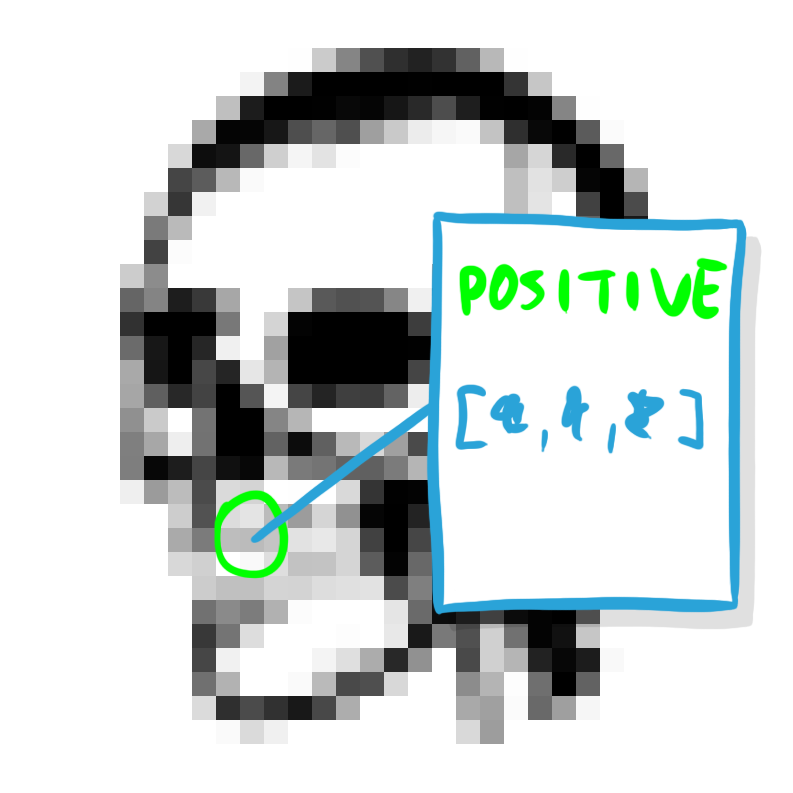 POSITIVE
[x, y, z]